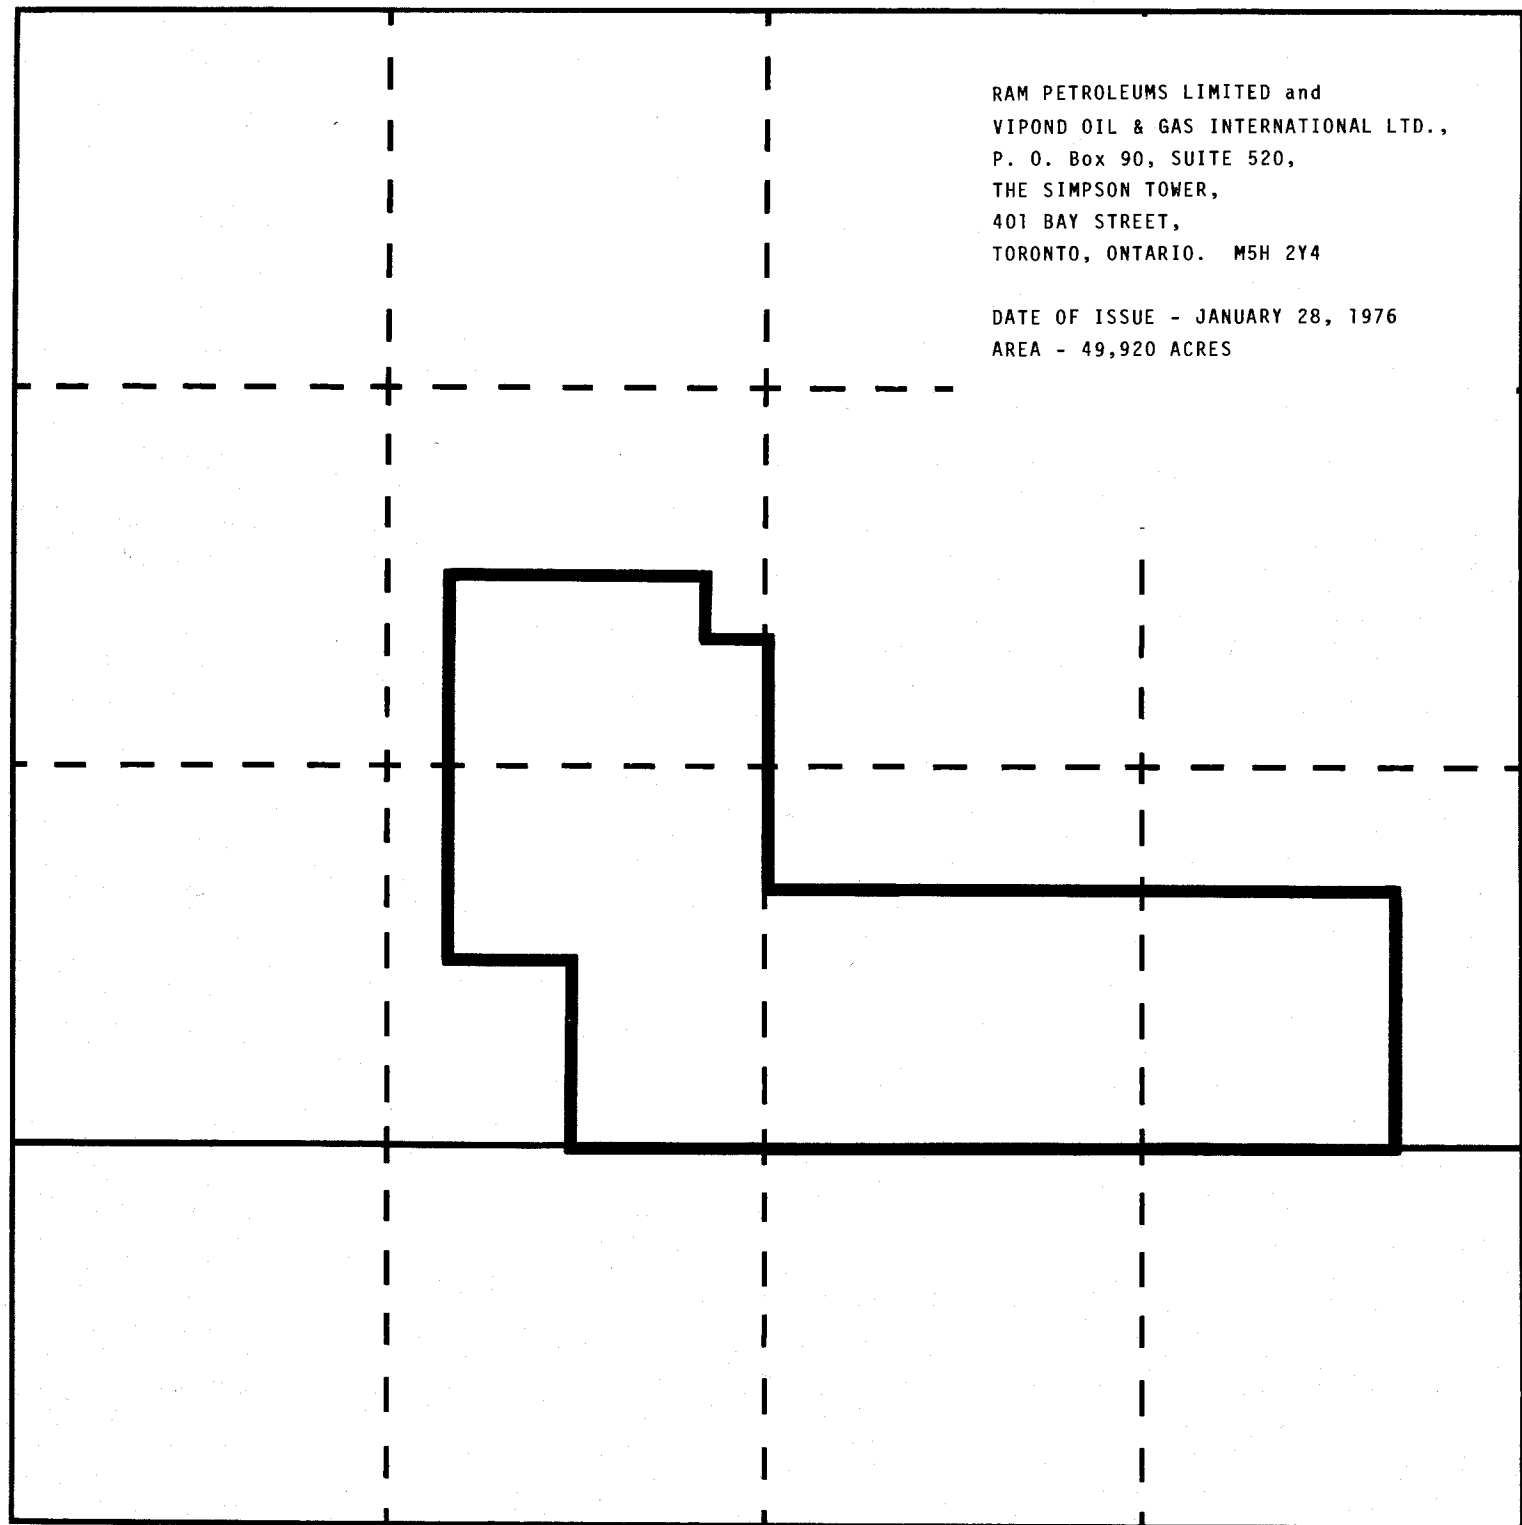 RAM PETROLEUMS LIMITED and
VIPOND OIL & GAS INTERNATIONAL LTD.,
P. O. Box 90, SUITE 520,
THE SIMPSON TOWER,
401 BAY STREET,
TORONTO, ONTARIO. M5H 2Y4
DATE OF ISSUE - JANUARY 28, 1976
AREA - 49,920 ACRES